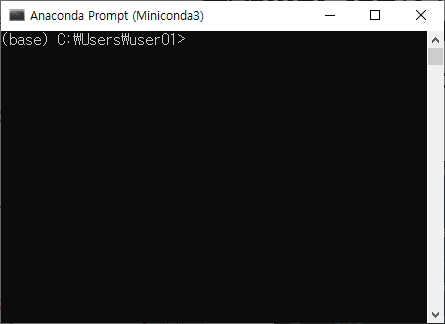 Anaconda Prompt (Miniconda3)
(base) C:₩Users₩user01>